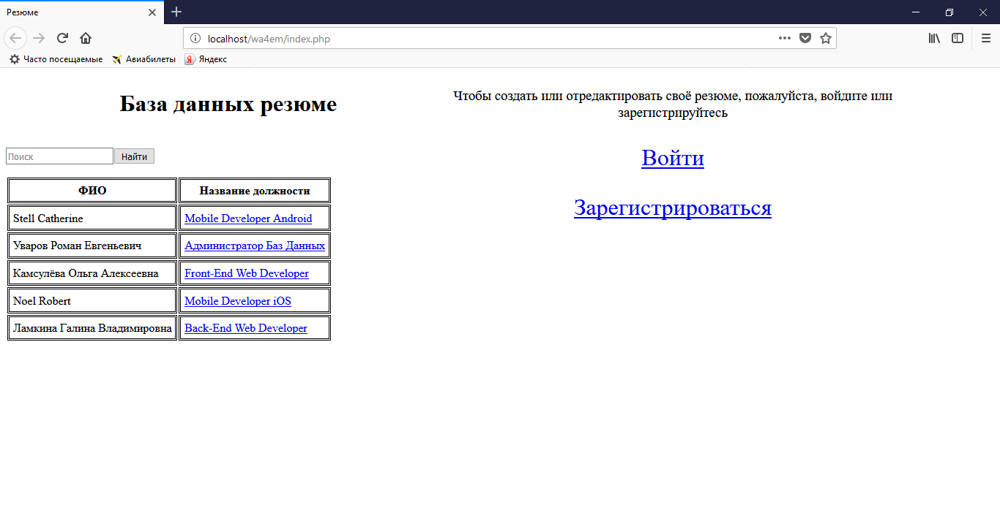 Резюме
localhost/wa4em/index.php
Часто посещаемые Авиабилеты Я Яндекс
База данных резюме
Поиск Найти
ФИО Название должности
Stell Catherine Mobile Developer Android
Уваров Роман Евгеньевич Администратор Баз Данных
Камсулёва Ольга Алексеевна Front-End Web Developer
Noel Robert Mobile Developer iOS
Ламкина Галина Владимировна Back-End Web Developer
Чтобы создать или отредактировать своё резюме, пожалуйста, войдите или
зарегистрируйтесь
Войти
Зарегистрироваться